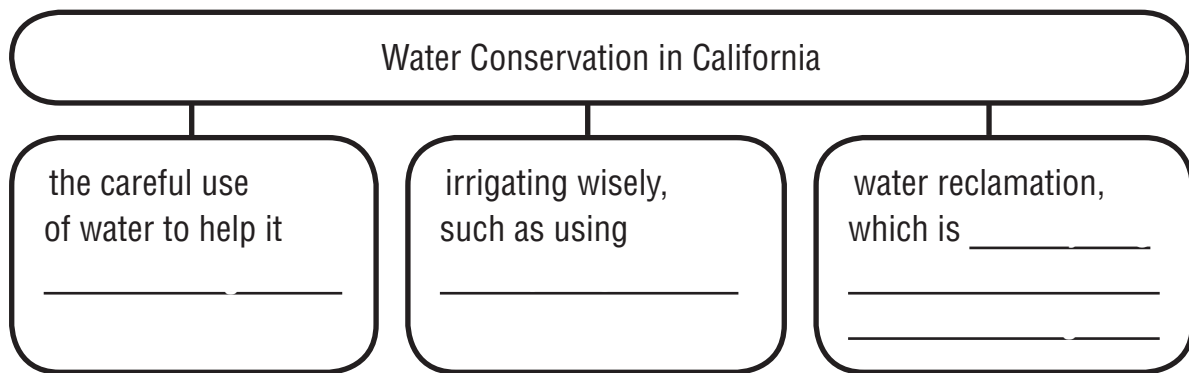 Water Conservation in California
the careful use
of water to help it
irrigating wisely,
such as using
water reclamation,
which is